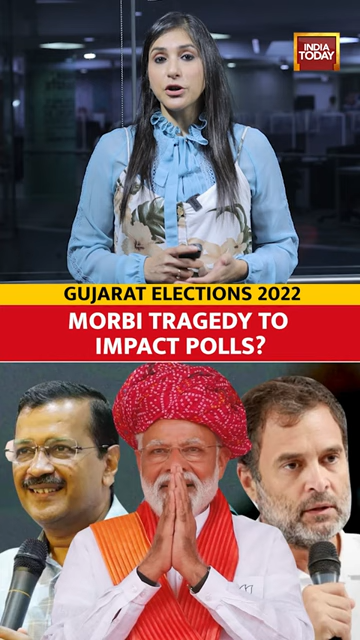 INDIA
TODAY
GUJARAT ELECTIONS 2022
MORBI TRAGEDY TO
IMPACT POLLS?